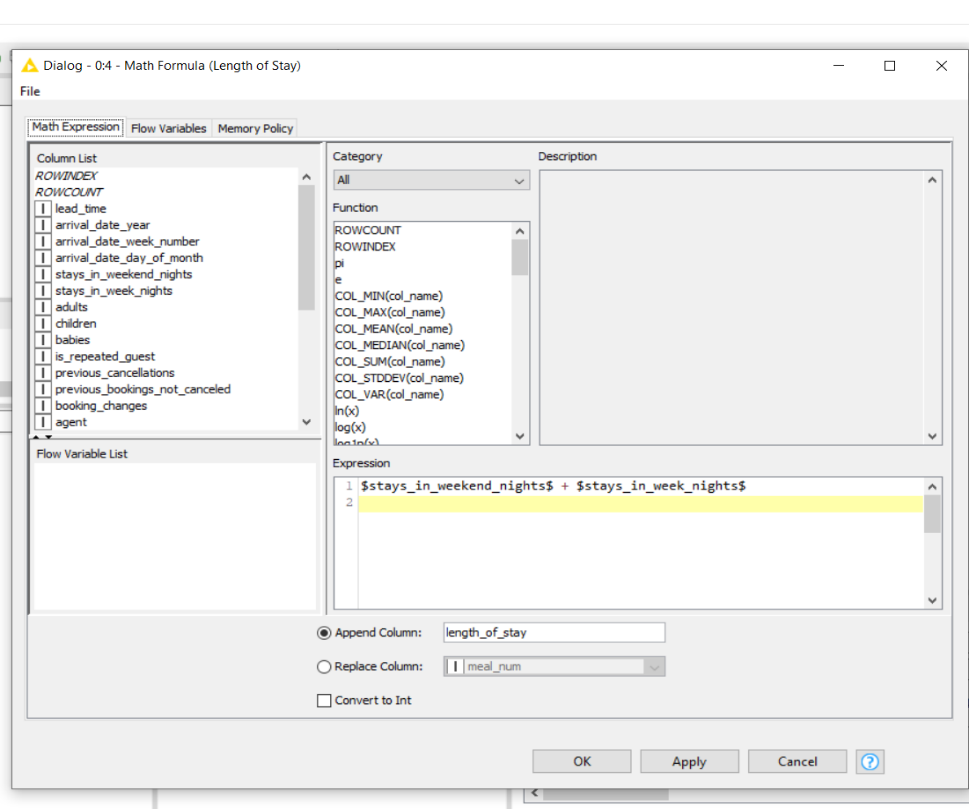 Dialog - 0:4 - Math Formula (Length of Stay)
File
Math Expression Flow Variables Memory Policy
Column List
ROWINDEX
ROWCOUNT
I lead_time
I arrival_date_year
I arrival_date_week_number
I arrival_date_day_of_month
I stays_in_weekend_nights
I stays_in_week_nights
I adults
I children
I babies
I is_repeated_guest
I previous_cancellations
I previous_bookings_not_canceled
I booking_changes
I agent
Flow Variable List
Category
All
Function
ROWCOUNT
ROWINDEX
pi
e
COL_MIN(col_name)
COL_MAX(col_name)
COL_MEAN(col_name)
COL_MEDIAN(col_name)
COL_SUM(col_name)
COL_STDDEV(col_name)
COL_VAR(col_name)
ln(x)
log(x)
log1p(x)
Description
Expression
1 $stays_in_weekend_nights$ + $stays_in_week_nights$
2
Append Column: length_of_stay
Replace Column: I meal_num
Convert to Int
OK Apply Cancel ?